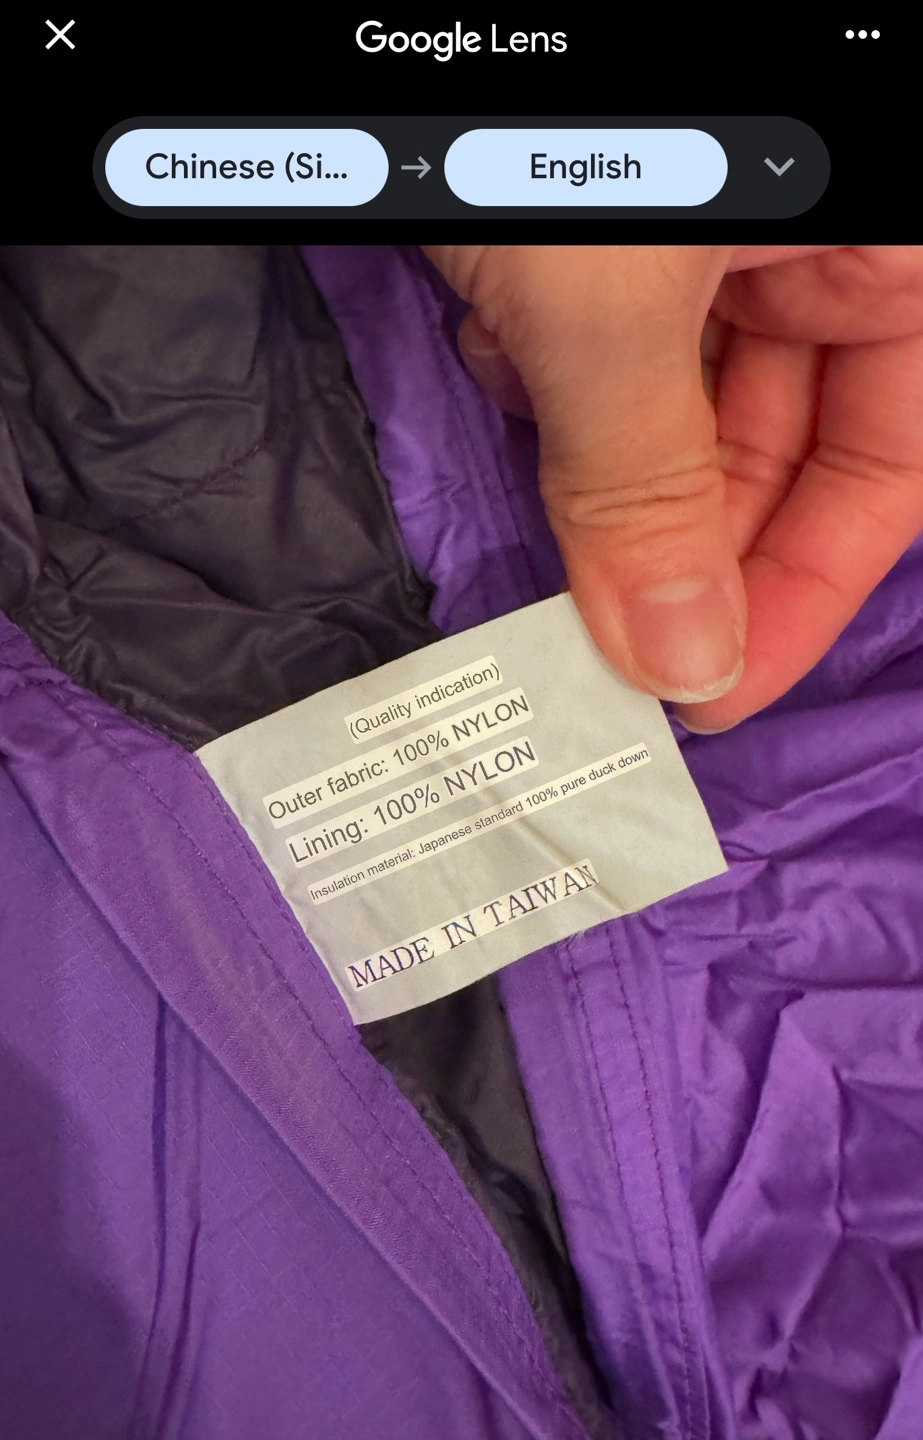 Google Lens
Chinese (Si...
English
(Quality indication)
Outer fabric: 100% NYLON
Lining: 100% NYLON
Insulation material: Japanese standard 100% pure duck down
MADE IN TAIWAN